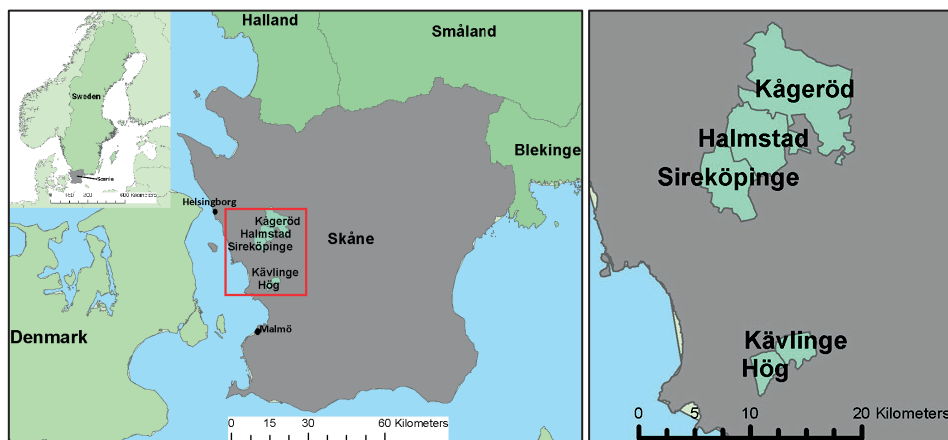 Halland
Småland
Sweden
Scania
Blekinge
Helsingborg
Kågeröd
Halmstad
Sireköpinge
Skåne
Kävlinge
Hög
Denmark
Malmö
0 15 30 60 Kilometers
Kågeröd
Halmstad
Sireköpinge
Kävlinge
Hög
0 5 10 20 Kilometers